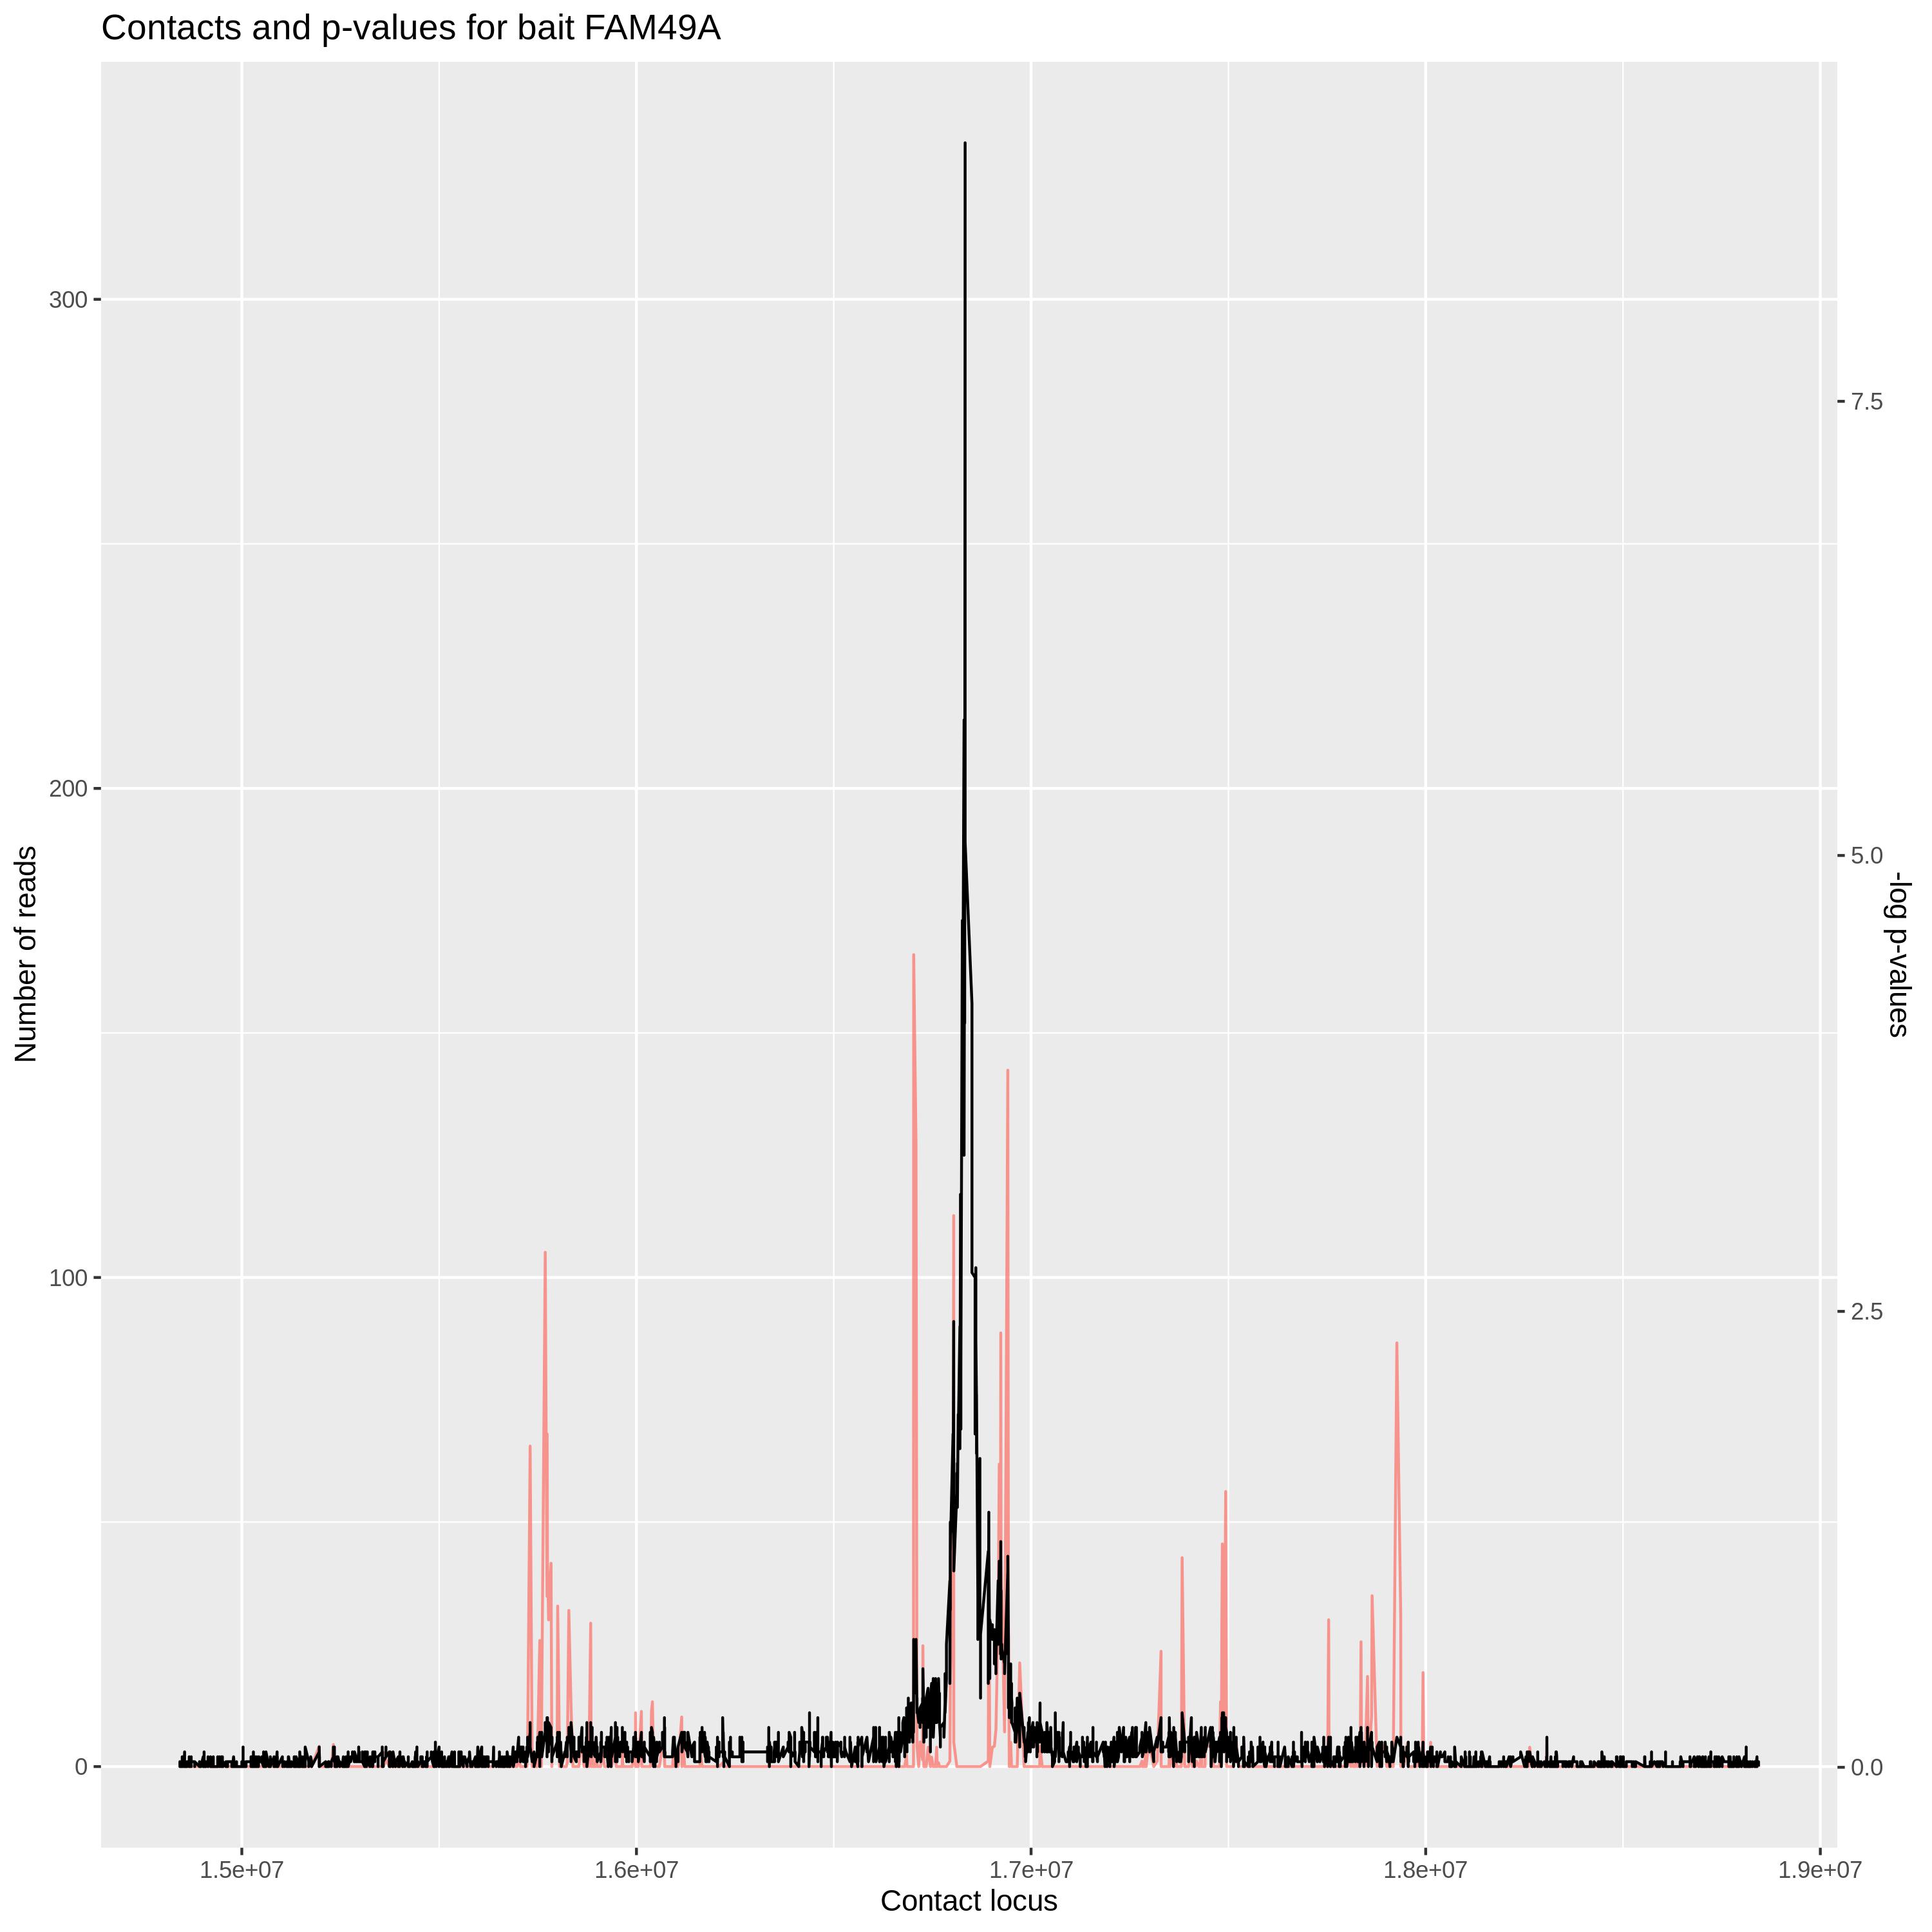 Contacts and p-values for bait FAM49A
300
200
100
0
Number of reads
7.5
5.0
2.5
0.0
-log p-values
1.5e+07 1.6e+07 1.7e+07 1.8e+07 1.9e+07
Contact locus